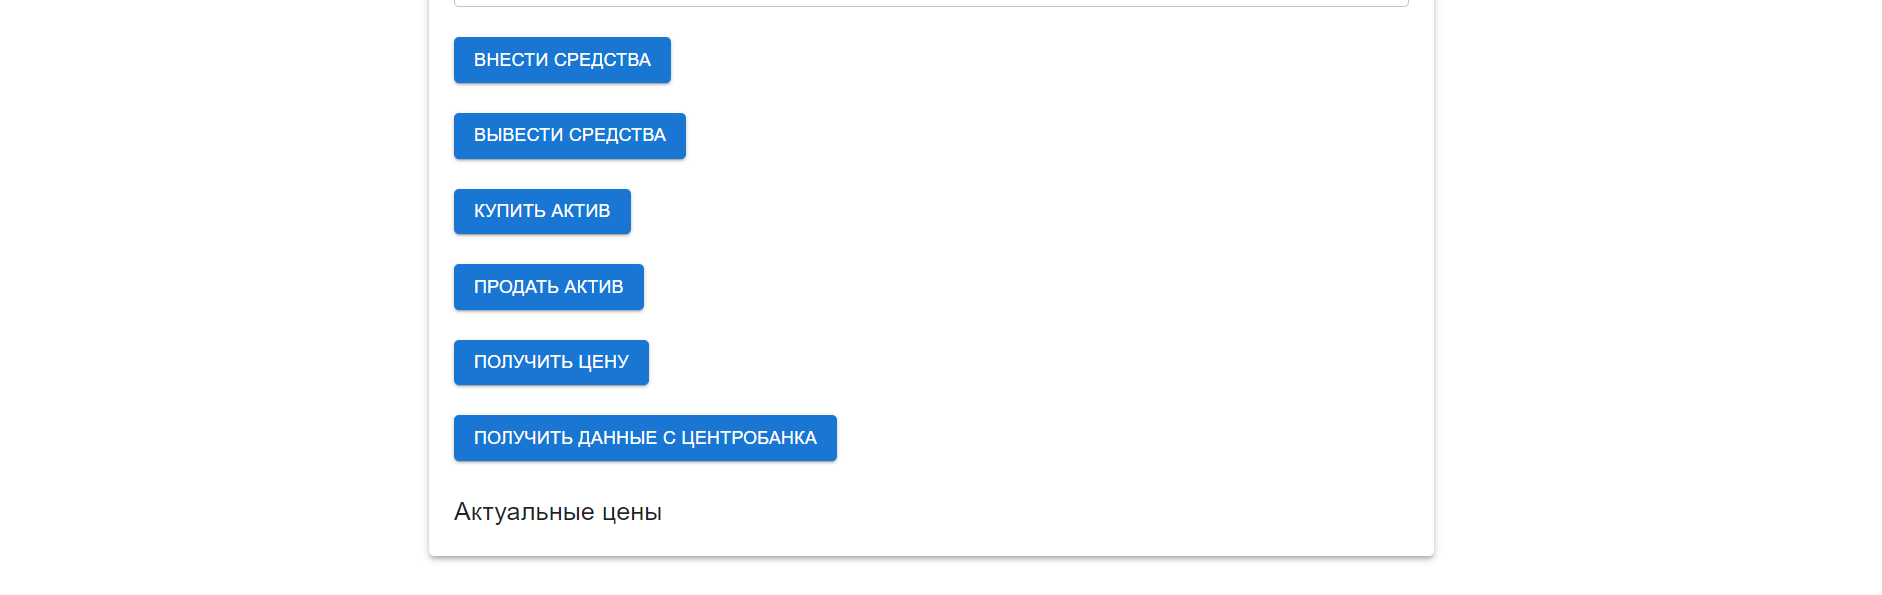 ВНЕСТИ СРЕДСТВА
ВЫВЕСТИ СРЕДСТВА
КУПИТЬ АКТИВ
ПРОДАТЬ АКТИВ
ПОЛУЧИТЬ ЦЕНУ
ПОЛУЧИТЬ ДАННЫЕ С ЦЕНТРОБАНКА
Актуальные цены